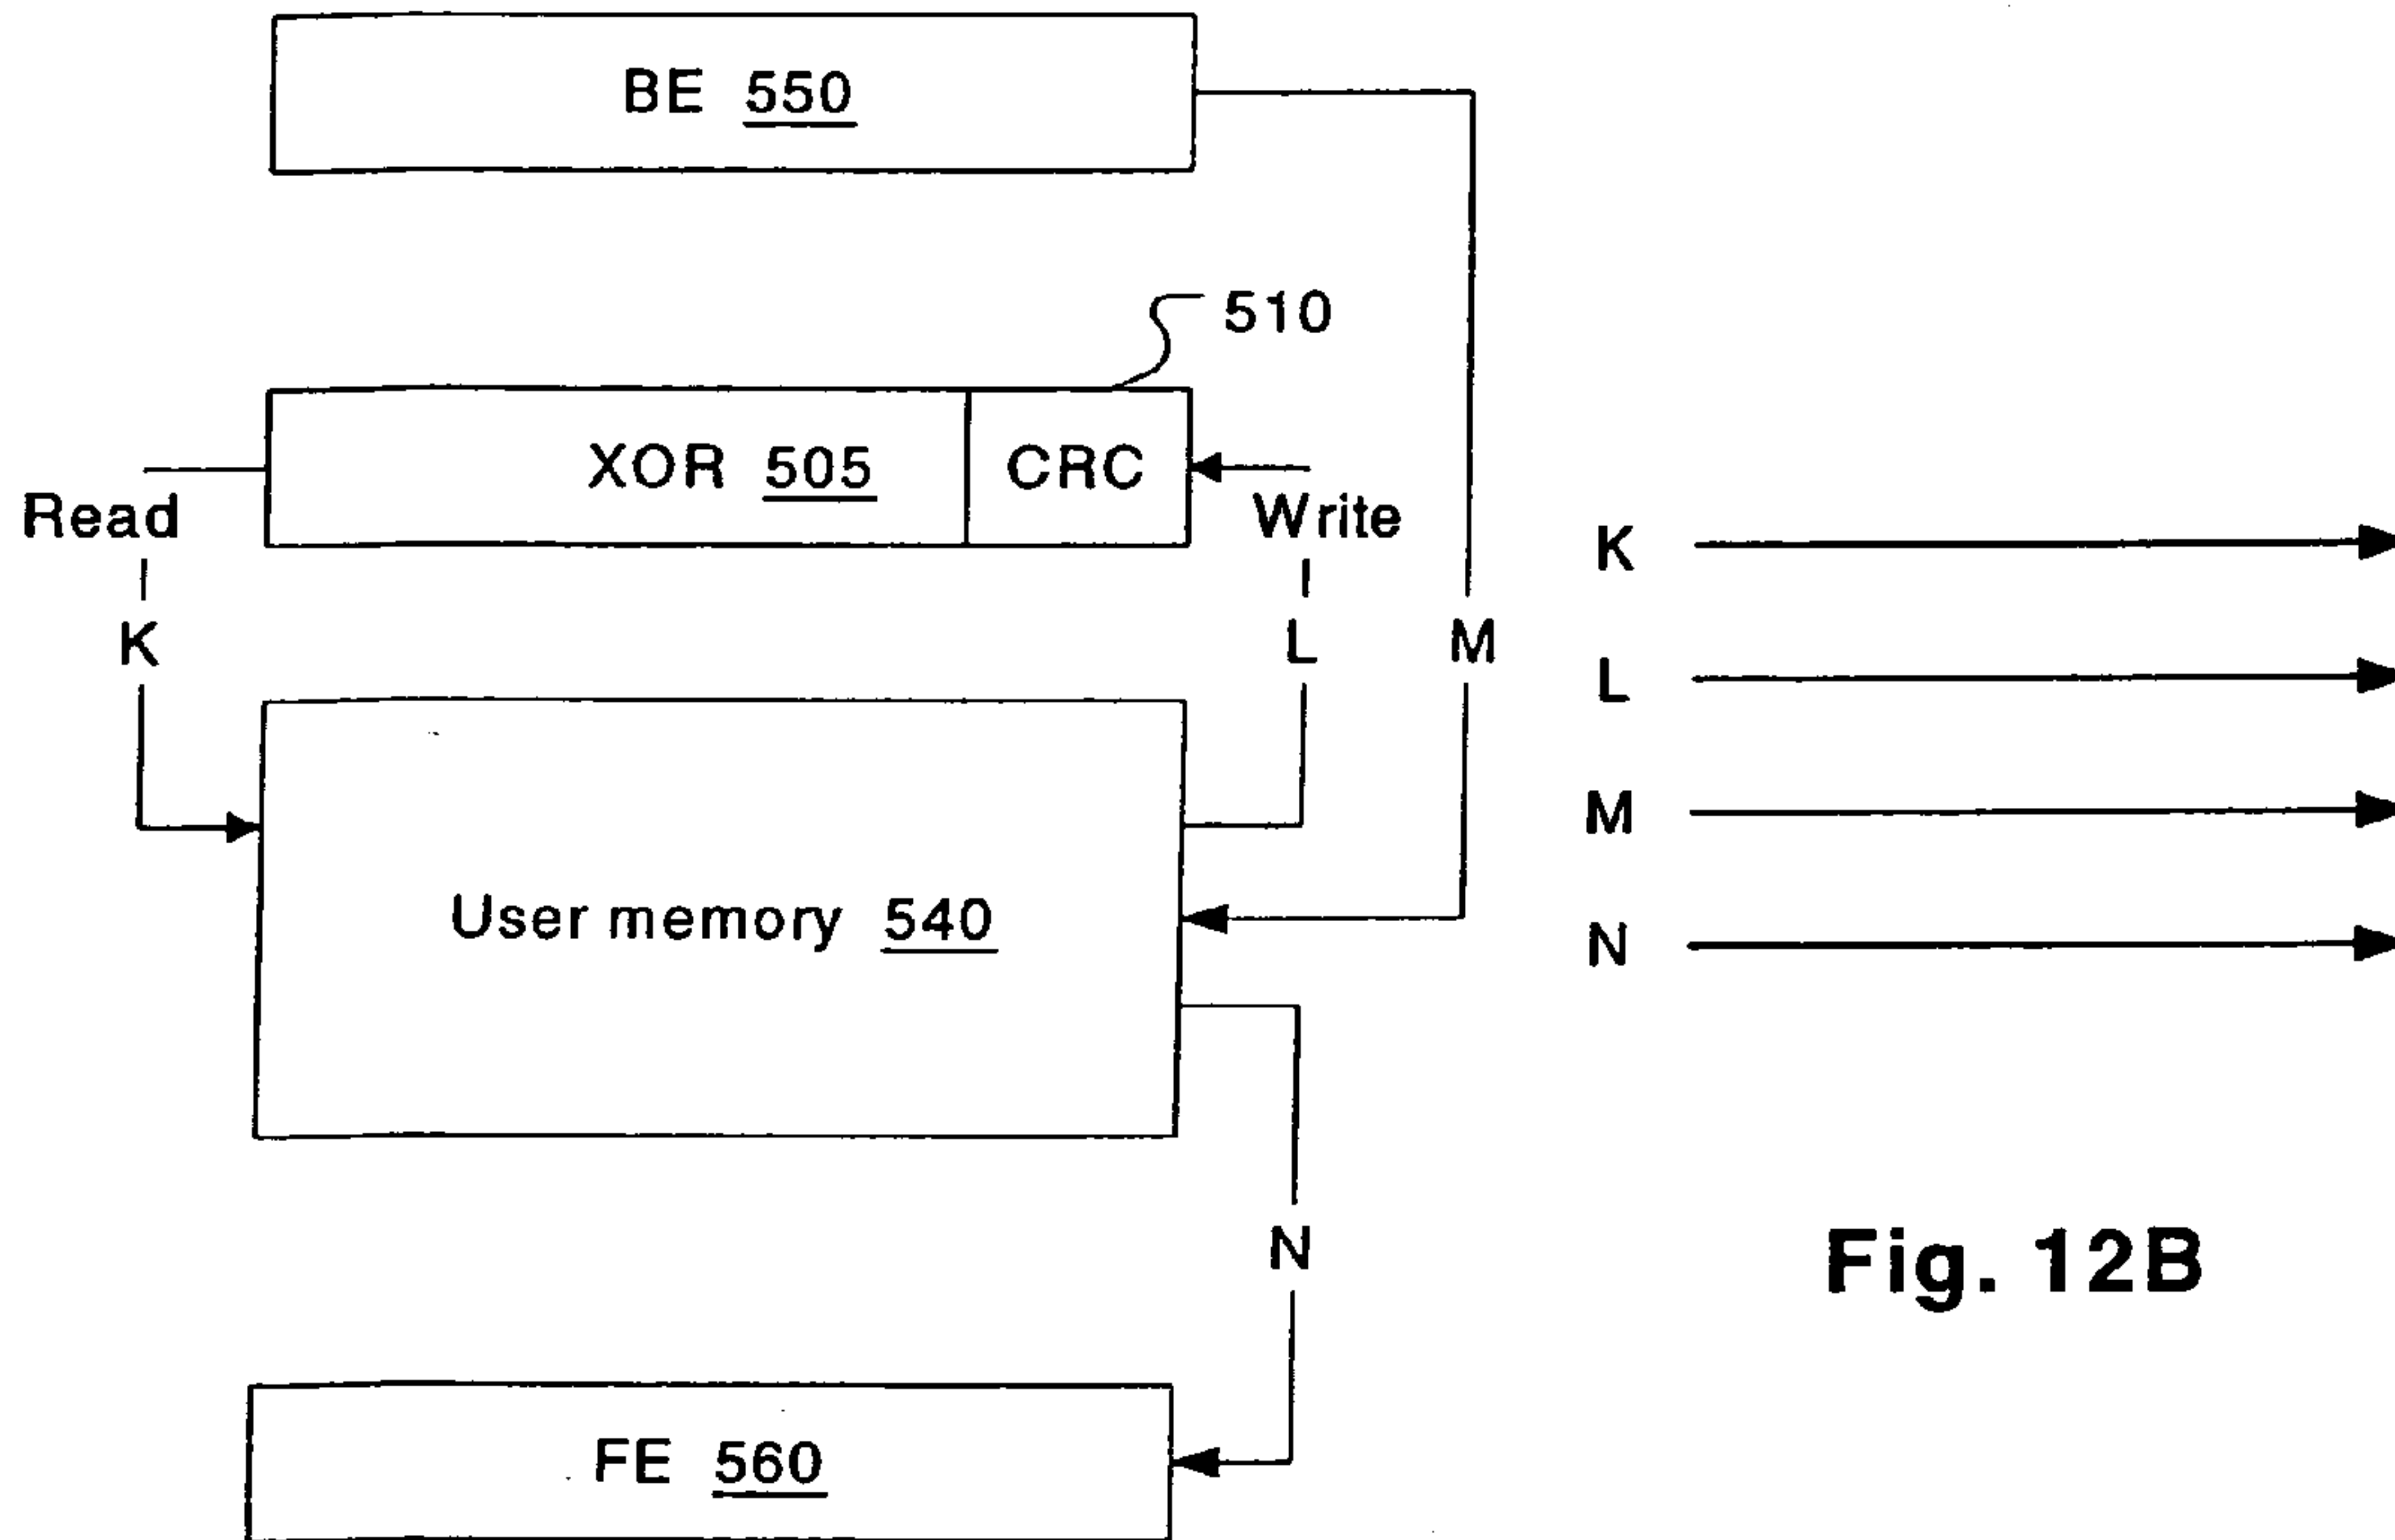 BE 550
510
XOR 505
CRC
Read
Write
K
L
M
User memory 540
N
FE 560
K
L
M
N
Fig. 12B